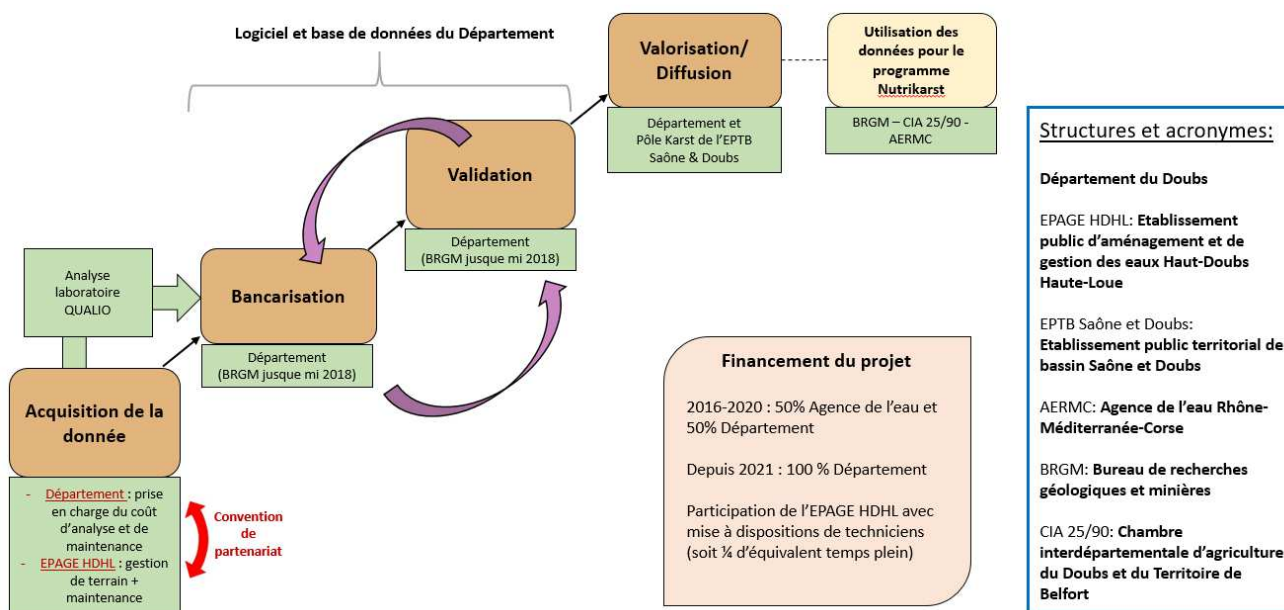 Logiciel et base de données du Département
Valorisation/
Diffusion
Département et
Pôle Karst de l'EPTB
Saône & Doubs
Utilisation des
données pour le
programme
Nutrikarst
BRGM – CIA 25/90 -
AERMC
Validation
Département
(BRGM jusque mi 2018)
Analyse
laboratoire
QUALIO
Bancarisation
Département
(BRGM jusque mi 2018)
Acquisition de la
donnée
- Département : prise
en charge du coût
d'analyse et de
maintenance
- EPAGE HDHL : gestion
de terrain +
maintenance
Convention
de
partenariat
Financement du projet
2016-2020 : 50% Agence de l'eau et
50% Département
Depuis 2021 : 100 % Département
Participation de l'EPAGE HDHL avec
mise à dispositions de techniciens
(soit ¼ d'équivalent temps plein)
Structures et acronymes:
Département du Doubs
EPAGE HDHL: Etablissement
public d'aménagement et de
gestion des eaux Haut-Doubs
Haute-Loue
EPTB Saône et Doubs:
Etablissement public territorial de
bassin Saône et Doubs
AERMC: Agence de l'eau Rhône-
Méditerranée-Corse
BRGM: Bureau de recherches
géologiques et minières
CIA 25/90: Chambre
interdépartementale d'agriculture
du Doubs et du Territoire de
Belfort